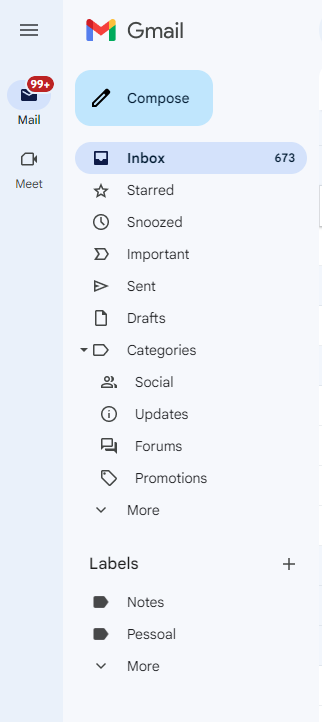 Gmail
99+
Mail
Meet
Compose
Inbox 673
Starred
Snoozed
Important
Sent
Drafts
Categories
Social
Updates
Forums
Promotions
More
Labels
Notes
Pessoal
More